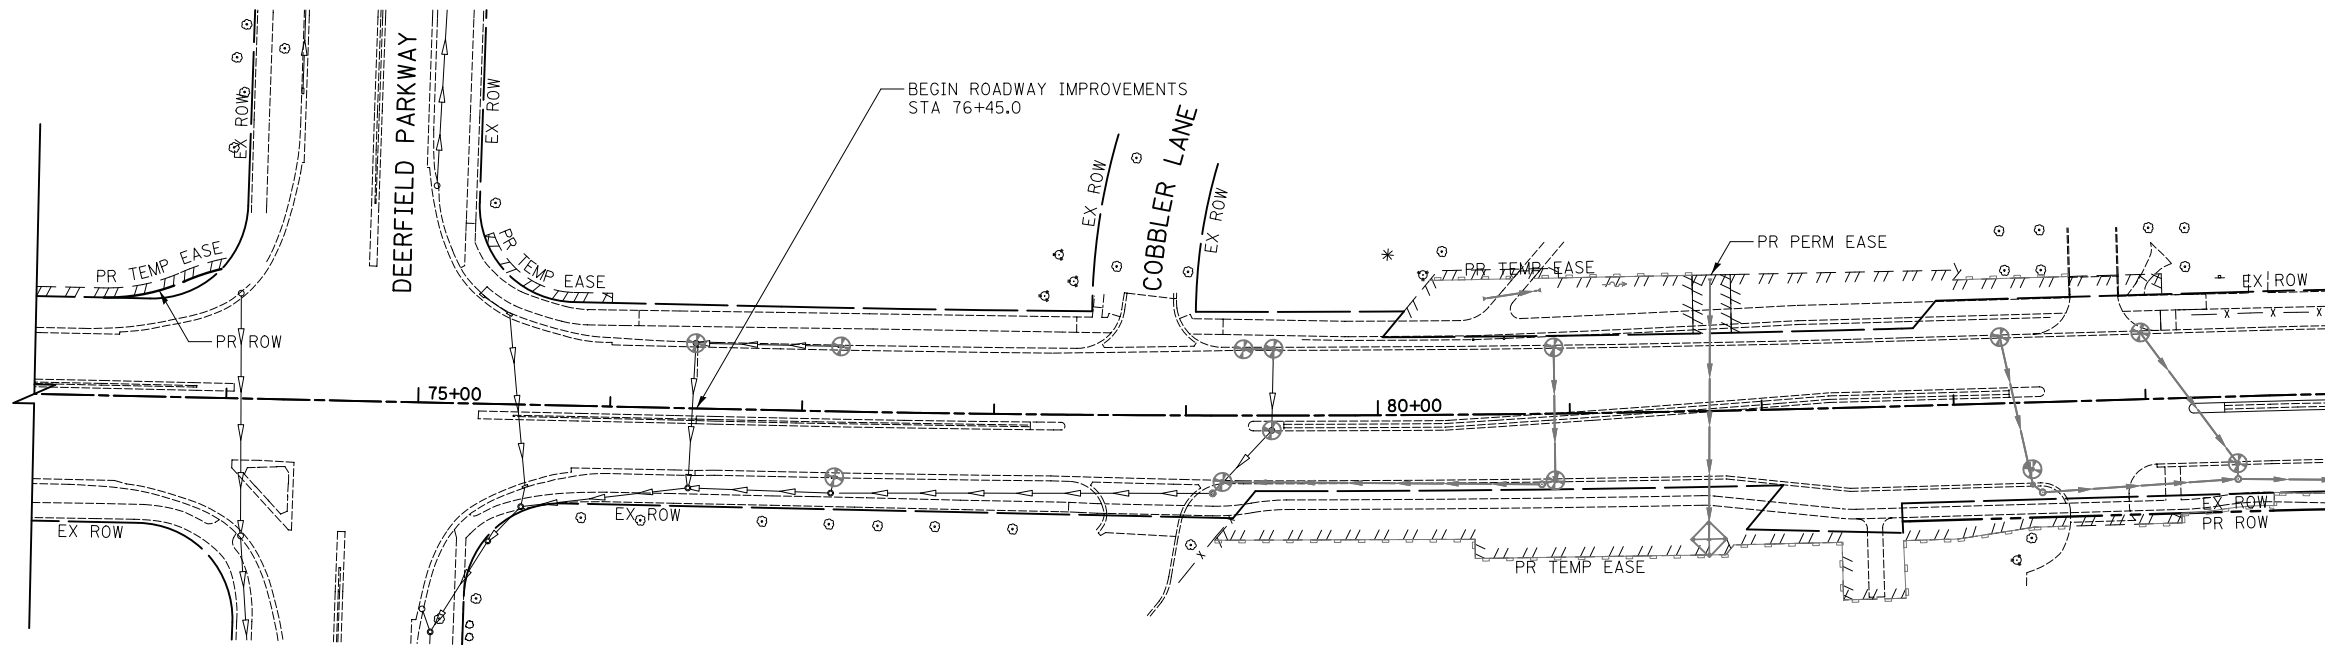 DEERFIELD PARKWAY
EX ROW
EX ROW
BEGIN ROADWAY IMPROVEMENTS
STA 76+45.0
COBBLER LANE
EX ROW
EX ROW
PR TEMP EASE
PR TEMP EASE
PR TEMP EASE
PR PERM EASE
EX ROW
PR ROW
75+00
80+00
X X X
EX ROW
EX ROW
EX ROW
PR ROW
X
PR TEMP EASE